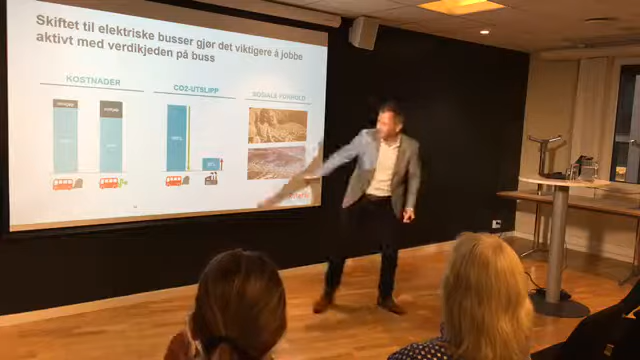 Skiftet til elektriske busser gjør det viktigere å jobbe
aktivt med verdikjeden på buss
KOSTNADER
CO2-UTSLIPP
SOSIALE FORHOLD